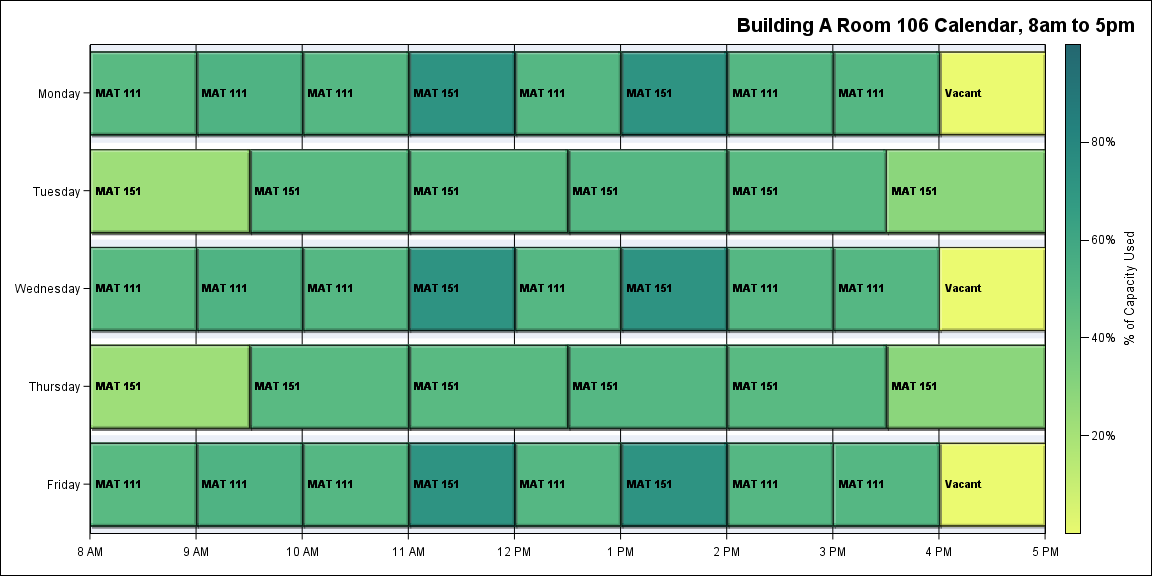 Building A Room 106 Calendar, 8am to 5pm
Monday
MAT 111
MAT 111
MAT 111
MAT 151
MAT 111
MAT 151
MAT 111
MAT 111
Vacant
Tuesday
MAT 151
MAT 151
MAT 151
MAT 151
MAT 151
MAT 151
Wednesday
MAT 111
MAT 111
MAT 111
MAT 151
MAT 111
MAT 151
MAT 111
MAT 111
Vacant
Thursday
MAT 151
MAT 151
MAT 151
MAT 151
MAT 151
MAT 151
Friday
MAT 111
MAT 111
MAT 111
MAT 151
MAT 111
MAT 151
MAT 111
MAT 111
Vacant
8 AM
9 AM
10 AM
11 AM
12 PM
1 PM
2 PM
3 PM
4 PM
5 PM
80%
60%
40%
20%
% of Capacity Used